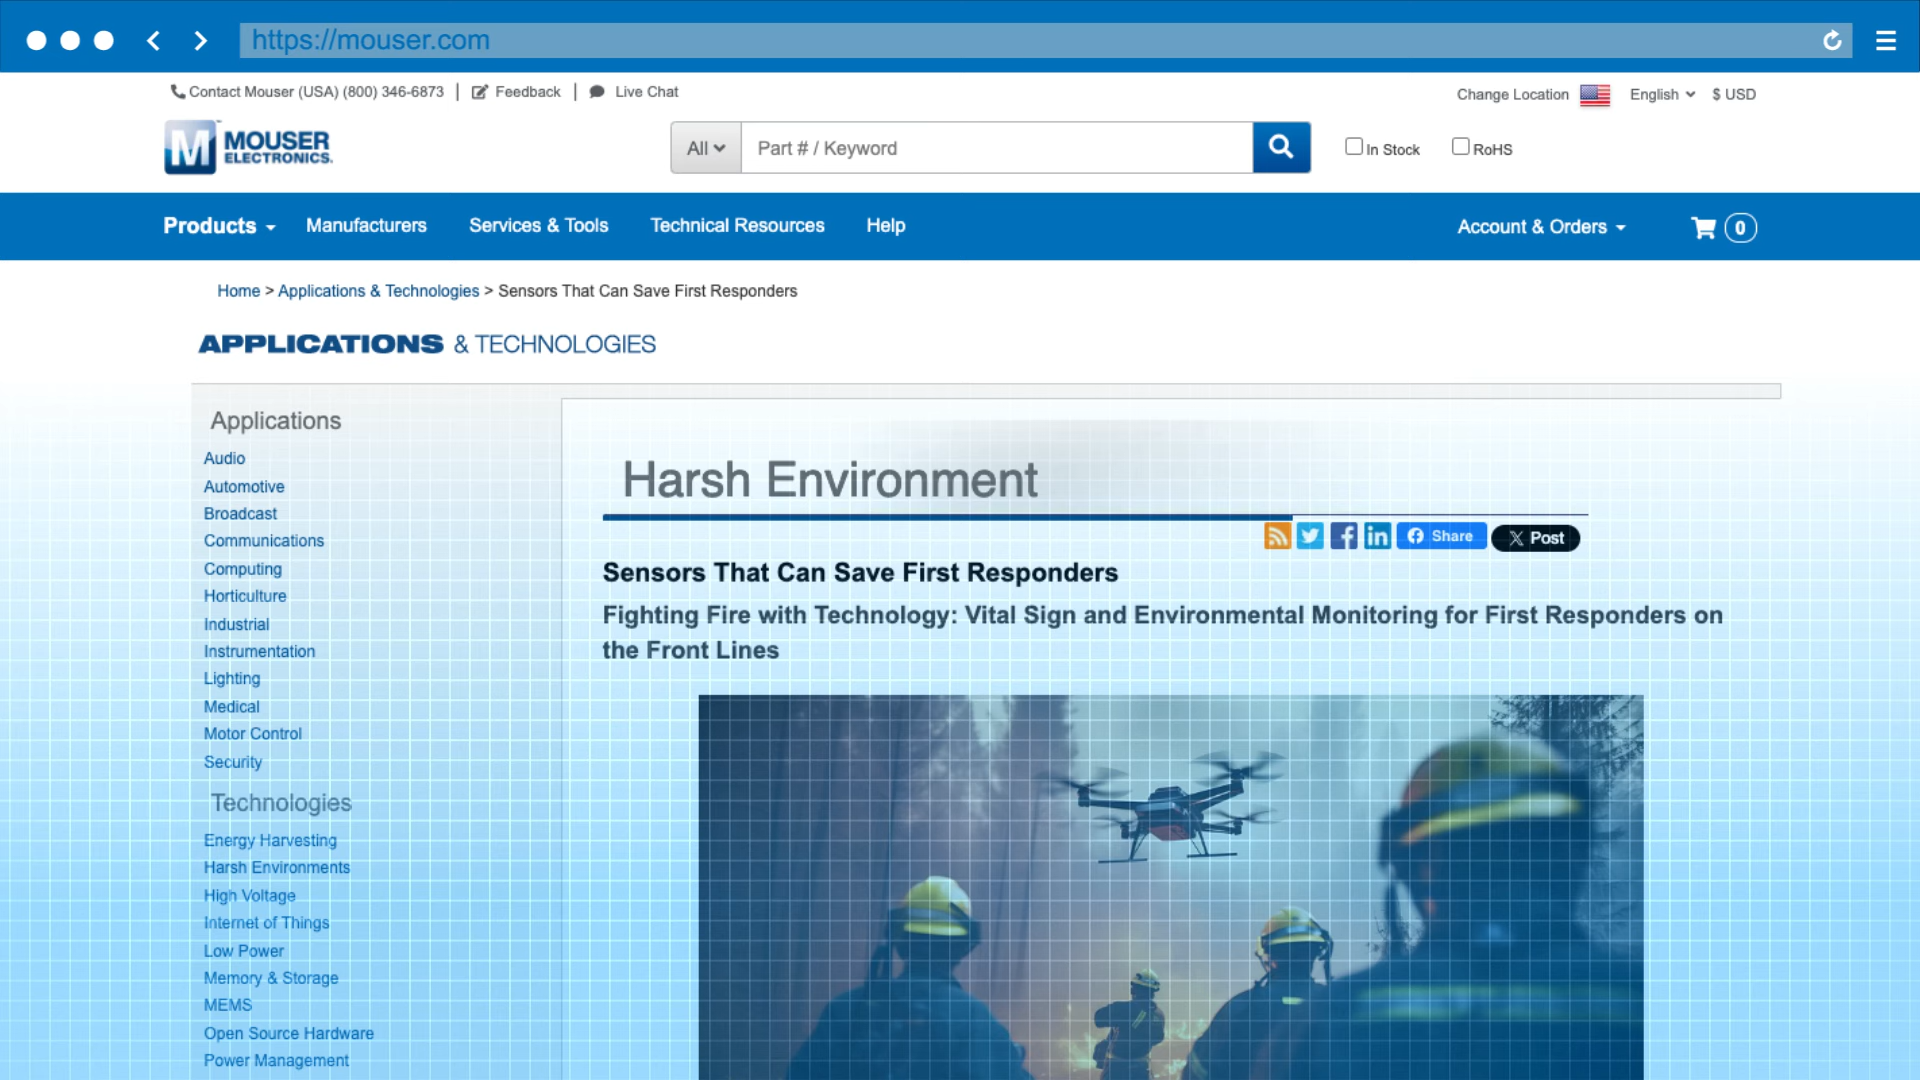 https://mouser.com
Contact Mouser (USA) (800) 346-6873 | Feedback | Live Chat
Change Location English $ USD
M MOUSER
ELECTRONICS.
All Part # / Keyword In Stock RoHS
Products Manufacturers Services & Tools Technical Resources Help Account & Orders 0
Home > Applications & Technologies > Sensors That Can Save First Responders
APPLICATIONS & TECHNOLOGIES
Applications
Audio
Automotive
Broadcast
Communications
Computing
Horticulture
Industrial
Instrumentation
Lighting
Medical
Motor Control
Security
Technologies
Energy Harvesting
Harsh Environments
High Voltage
Internet of Things
Low Power
Memory & Storage
MEMS
Open Source Hardware
Power Management
Harsh Environment
Share X Post
Sensors That Can Save First Responders
Fighting Fire with Technology: Vital Sign and Environmental Monitoring for First Responders on
the Front Lines